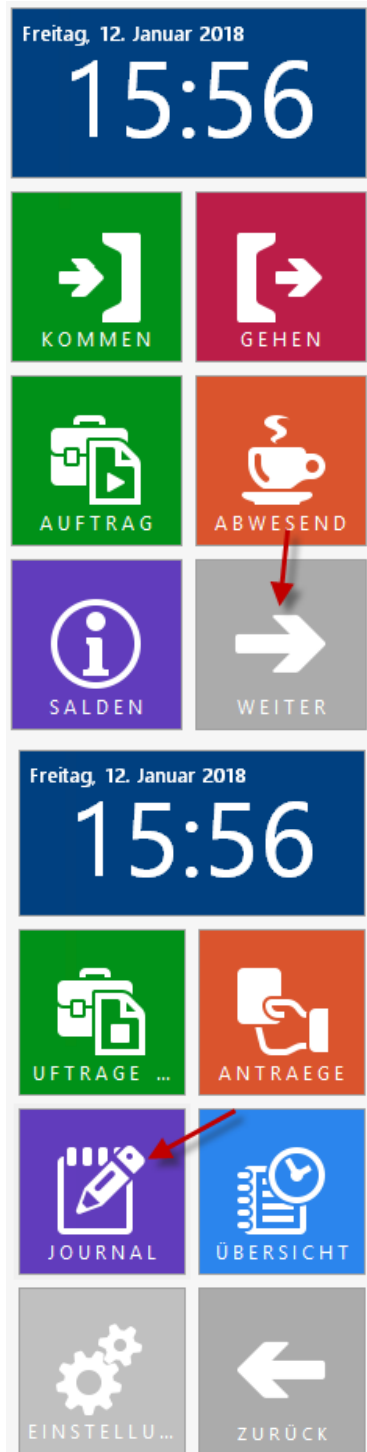 Freitag, 12. Januar 2018
15:56
KOMMEN
GEHEN
AUFTRAG
ABWESEND
SALDEN
WEITER
Freitag, 12. Januar 2018
15:56
UFTRAGE ...
ANTRAEGE
JOURNAL
ÜBERSICHT
EINSTELLU...
ZURÜCK